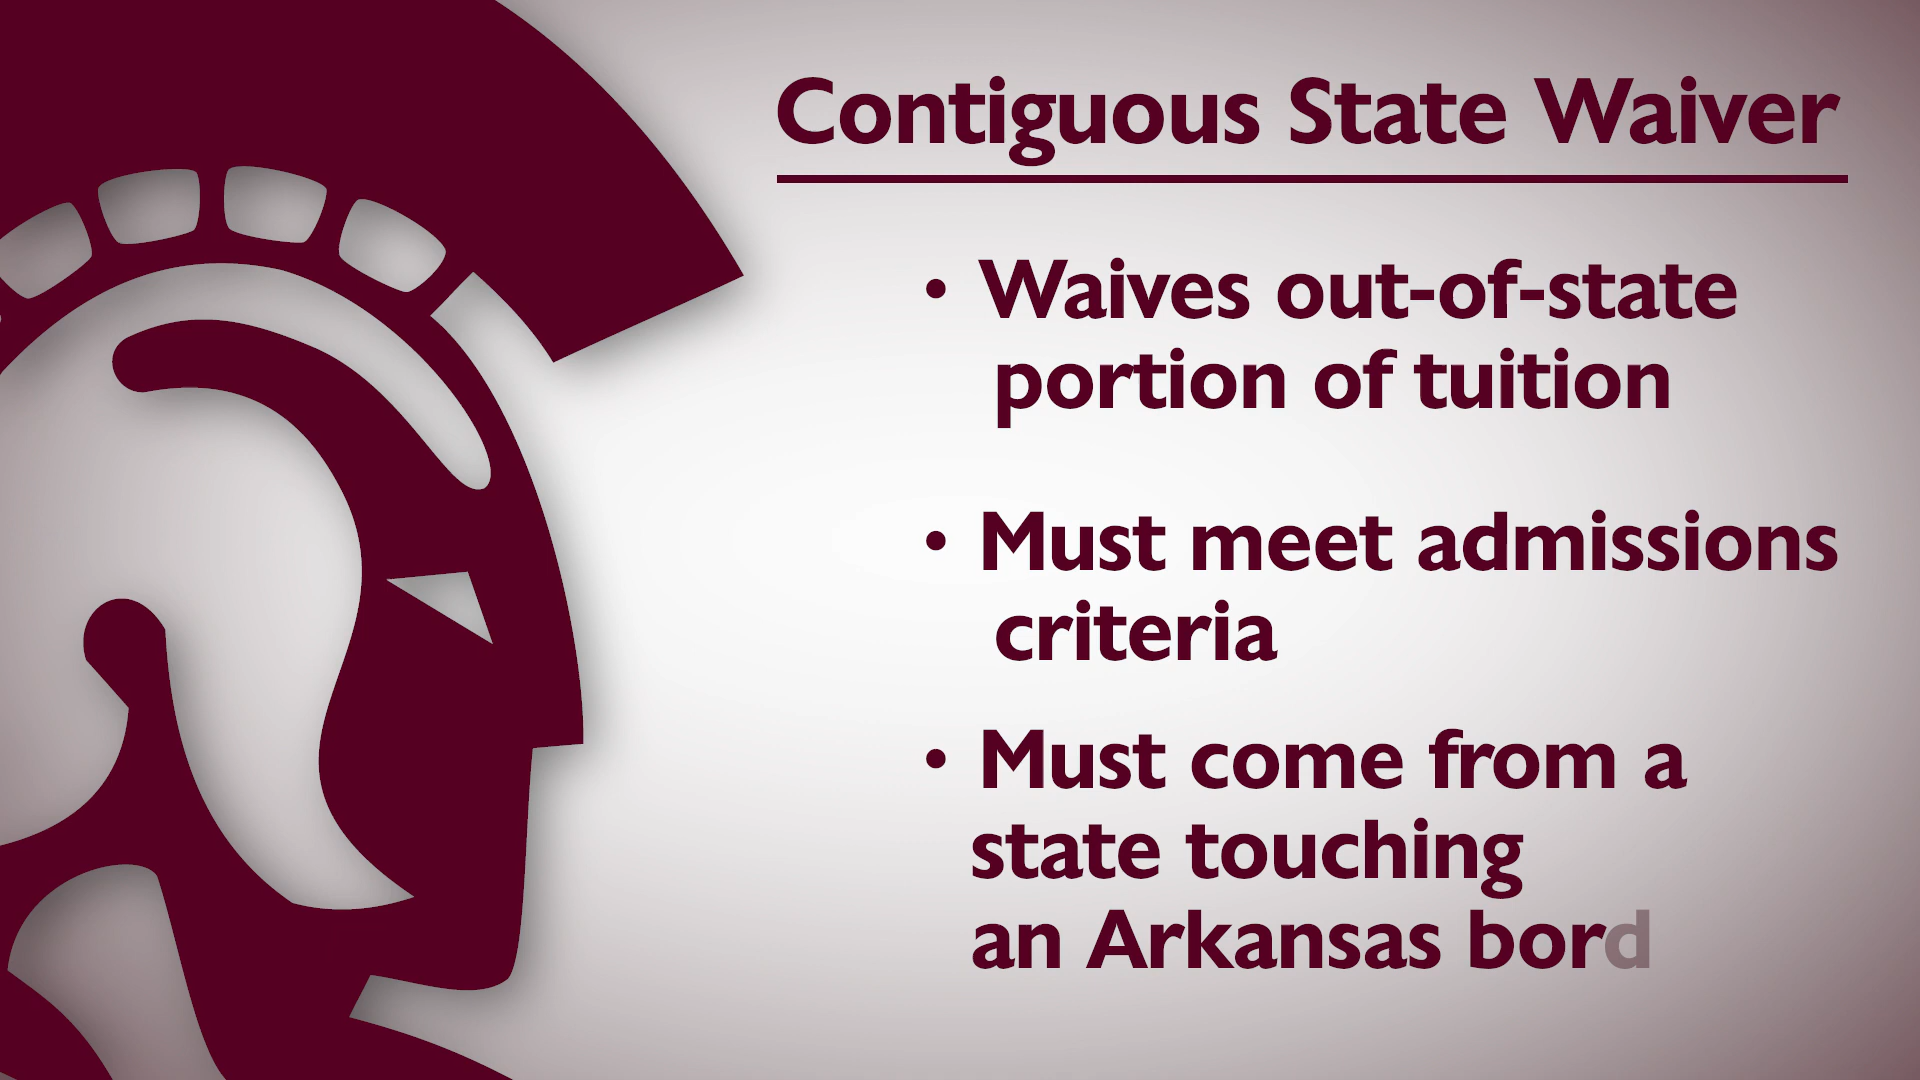 Contiguous State Waiver
• Waives out-of-state
portion of tuition
• Must meet admissions
criteria
• Must come from a
state touching
an Arkansas bord